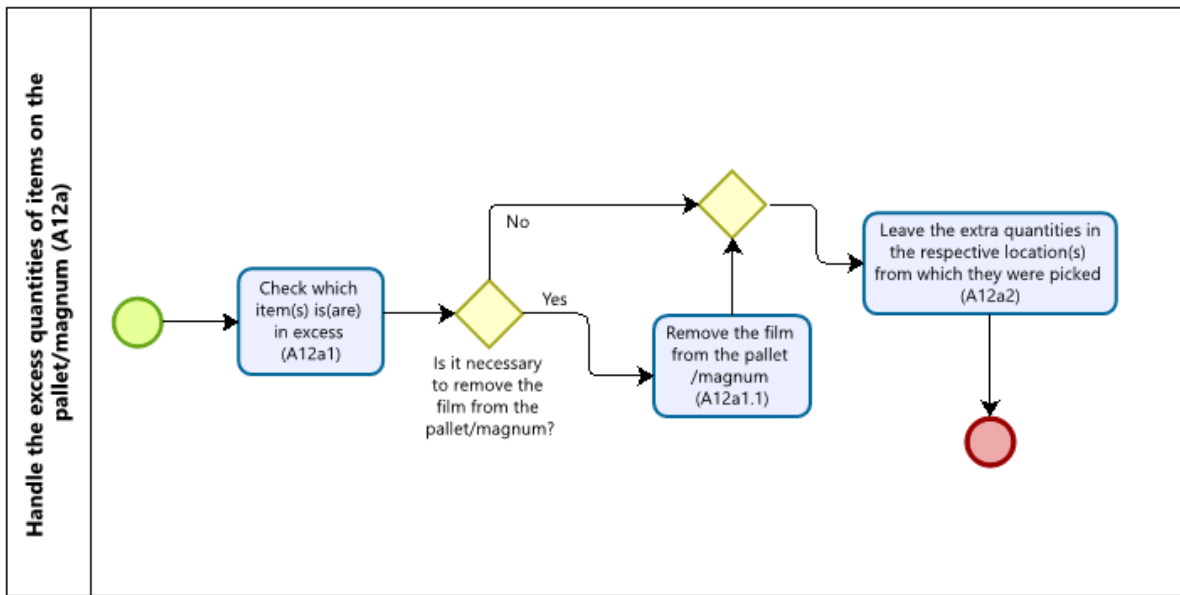 Handle the excess quantities of items on the
pallet/magnum (A12a)
Check which
item(s) is(are)
in excess
(A12a1)
No
Yes
Is it necessary
to remove the
film from the
pallet/magnum?
Remove the film
from the pallet
/magnum
(A12a1.1)
Leave the extra quantities in
the respective location(s)
from which they were picked
(A12a2)